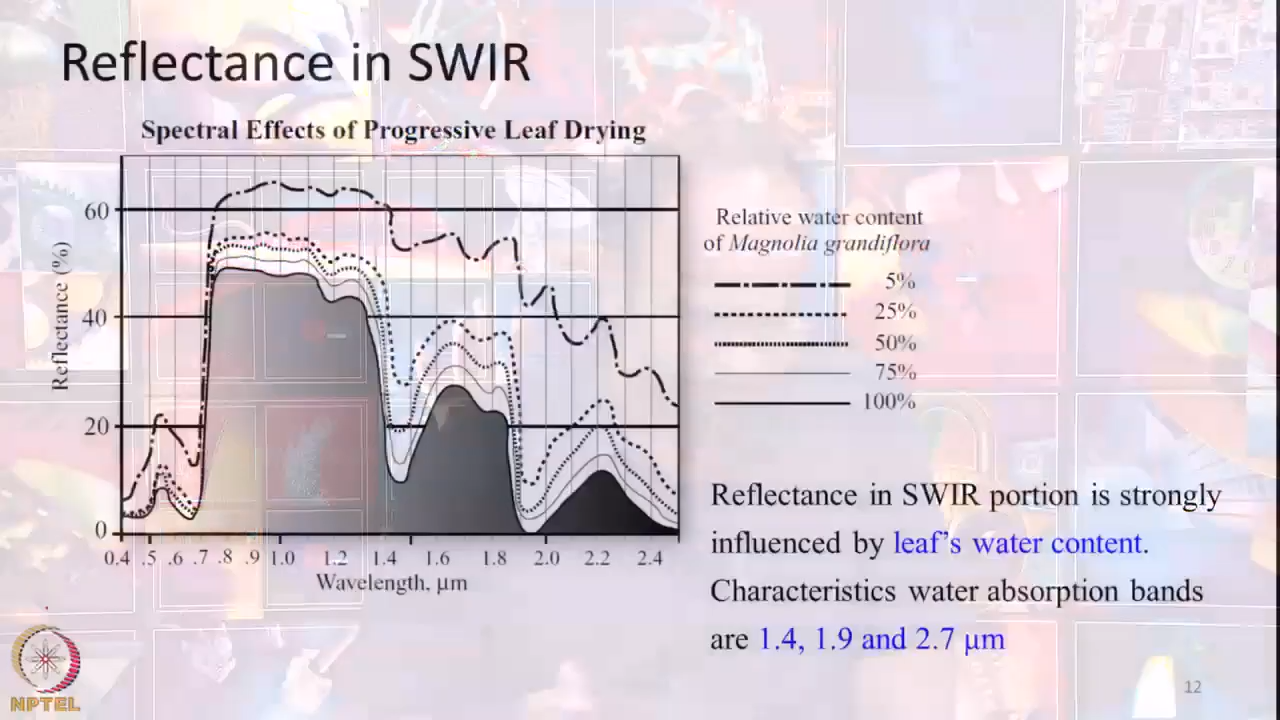 Reflectance in SWIR
Spectral Effects of Progressive Leaf Drying
Reflectance (%)
60
40
20
0
0.4 .5 .6 .7 .8 .9 1.0 1.2 1.4 1.6 1.8 2.0 2.2 2.4
Wavelength, μm
Relative water content
of Magnolia grandiflora
5%
25%
50%
75%
100%
Reflectance in SWIR portion is strongly
influenced by leaf's water content.
Characteristics water absorption bands
are 1.4, 1.9 and 2.7 μm
NPTEL
12